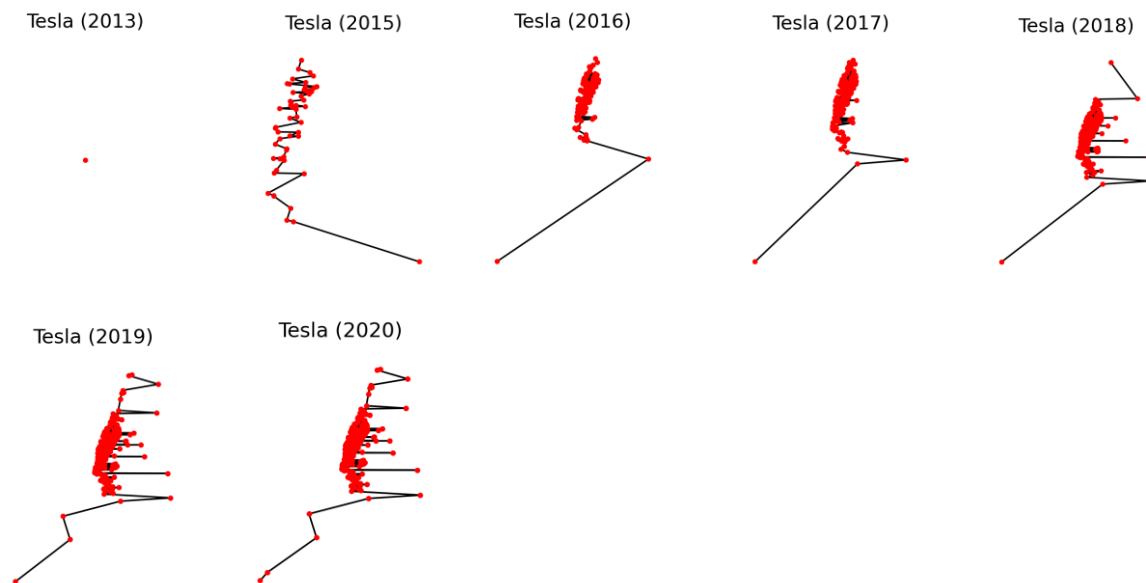 Tesla (2013)
Tesla (2015)
Tesla (2016)
Tesla (2017)
Tesla (2018)
Tesla (2019)
Tesla (2020)